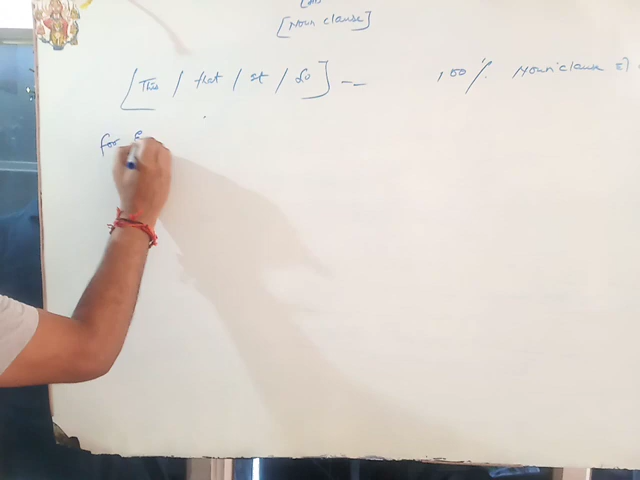 [Noun clause]
[This / that / it / so] — 100% Noun clause
for E